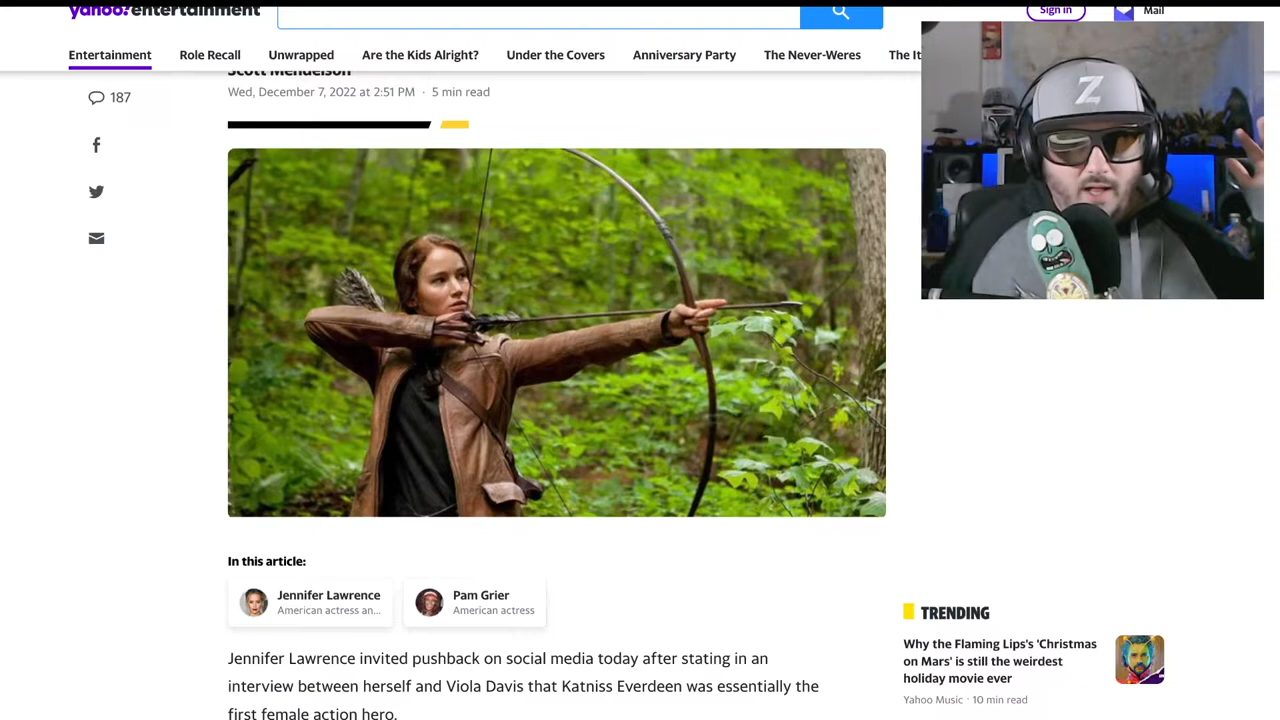 yahoo!entertainment
Sign in
Mail
Entertainment
Role Recall
Unwrapped
Are the Kids Alright?
Under the Covers
Anniversary Party
The Never-Weres
The It
Scott Mendelson
187
Wed, December 7, 2022 at 2:51 PM · 5 min read
Z
In this article:
Jennifer Lawrence
American actress an...
Pam Grier
American actress
Jennifer Lawrence invited pushback on social media today after stating in an
interview between herself and Viola Davis that Katniss Everdeen was essentially the
first female action hero.
TRENDING
Why the Flaming Lips's 'Christmas
on Mars' is still the weirdest
holiday movie ever
Yahoo Music · 10 min read